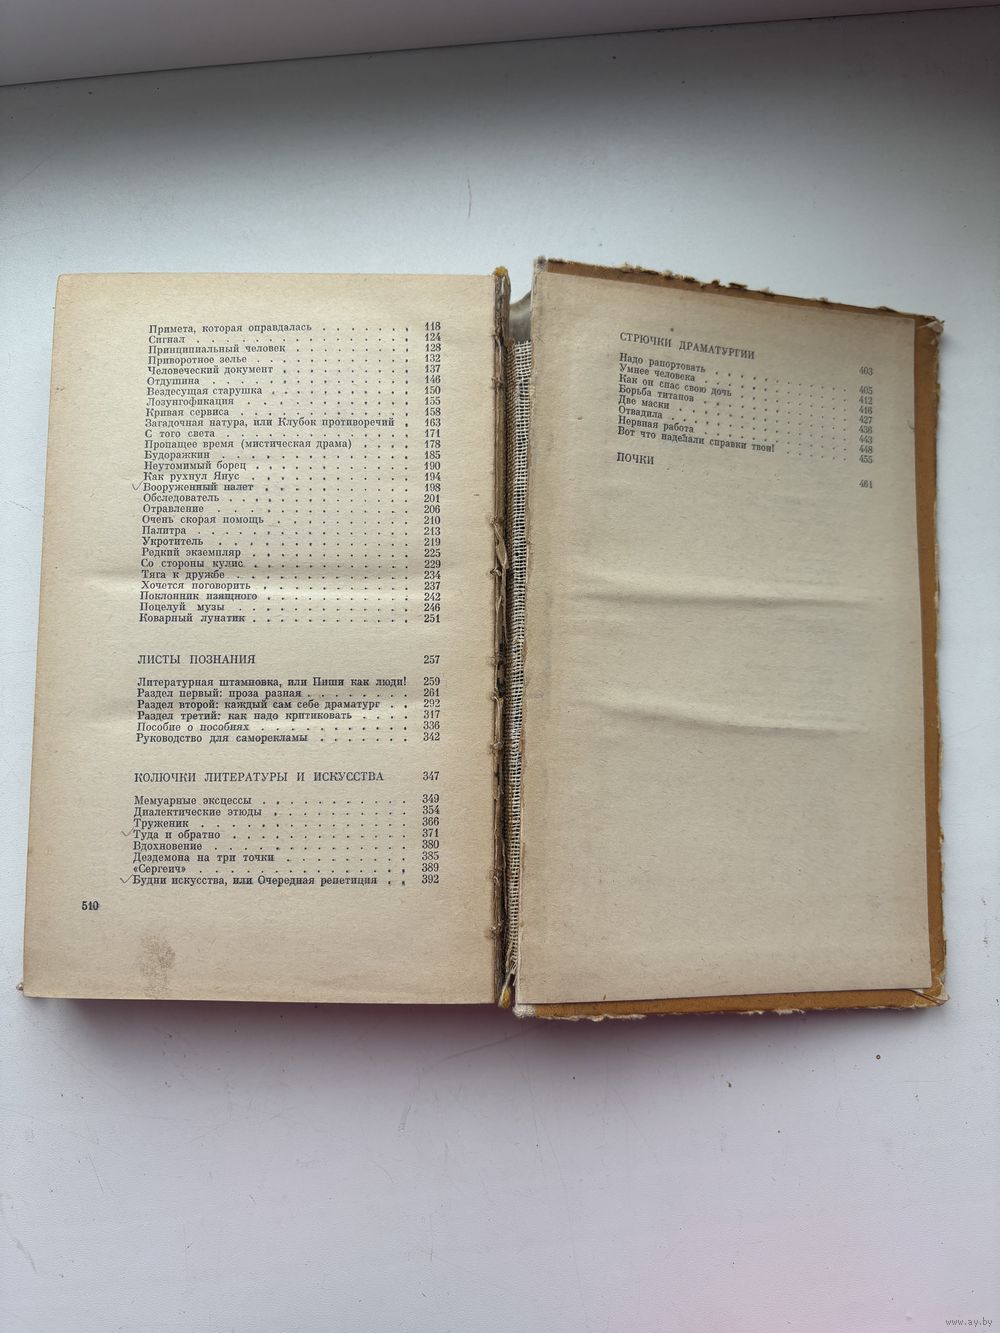 Примета, которая оправдалась . . . . . . 118
Сигнал . . . . . . . . . . . . . . 124
Принципиальный человек . . . . . . . . 128
Приворотное зелье . . . . . . . . . . 132
Человеческий документ . . . . . . . . 137
Отдушина . . . . . . . . . . . . . 146
Вездесущая старушка . . . . . . . . . 150
Лозунгофикация . . . . . . . . . . . 155
Кривая сервиса . . . . . . . . . . . 158
Загадочная натура, или Клубок противоречий . 163
С того света . . . . . . . . . . . . 171
Пропащее время (мистическая драма) . . . . 178
Будоражкин . . . . . . . . . . . . 185
Неутомимый борец . . . . . . . . . . 190
Как рухнул Янус . . . . . . . . . . 194
Вооруженный налет . . . . . . . . . 198
Обследователь . . . . . . . . . . . 201
Отравление . . . . . . . . . . . . 206
Очень скорая помощь . . . . . . . . . 210
Палитра . . . . . . . . . . . . . 213
Укротитель . . . . . . . . . . . . 219
Редкий экземпляр . . . . . . . . . . 225
Со стороны кулис . . . . . . . . . . 229
Тяга к дружбе . . . . . . . . . . . 234
Хочется поговорить . . . . . . . . . 237
Поклонник изящного . . . . . . . . . 242
Поцелуй музы . . . . . . . . . . . 246
Коварный лунатик . . . . . . . . . . 251
ЛИСТЫ ПОЗНАНИЯ 257
Литературная штамповка, или Пиши как люди! 259
Раздел первый: проза разная . . . . . . . 261
Раздел второй: каждый сам себе драматург . . 292
Раздел третий: как надо критиковать . . . . 317
Пособие о пособиях . . . . . . . . . . 336
Руководство для саморекламы . . . . . . 342
КОЛЮЧКИ ЛИТЕРАТУРЫ И ИСКУССТВА 347
Мемуарные эксцессы . . . . . . . . . . 349
Диалектические этюды . . . . . . . . . 354
Труженик . . . . . . . . . . . . . 366
Туда и обратно . . . . . . . . . . . 371
Вдохновение . . . . . . . . . . . . 380
Дездемона на три точки . . . . . . . . 385
«Сергеич» . . . . . . . . . . . . . 389
Будни искусства, или Очередная репетиция . . 392
510
СТРЮЧКИ ДРАМАТУРГИИ 403
Надо рапортовать . . . . . . . . . . 405
Умнее человека . . . . . . . . . . . 412
Как он спас свою дочь . . . . . . . . 416
Борьба титанов . . . . . . . . . . . 427
Две маски . . . . . . . . . . . . . 436
Отвадила . . . . . . . . . . . . . 443
Нервная работа . . . . . . . . . . . 448
Вот что наделали справки твои! . . . . . 455
ПОЧКИ 461
www.ay.by